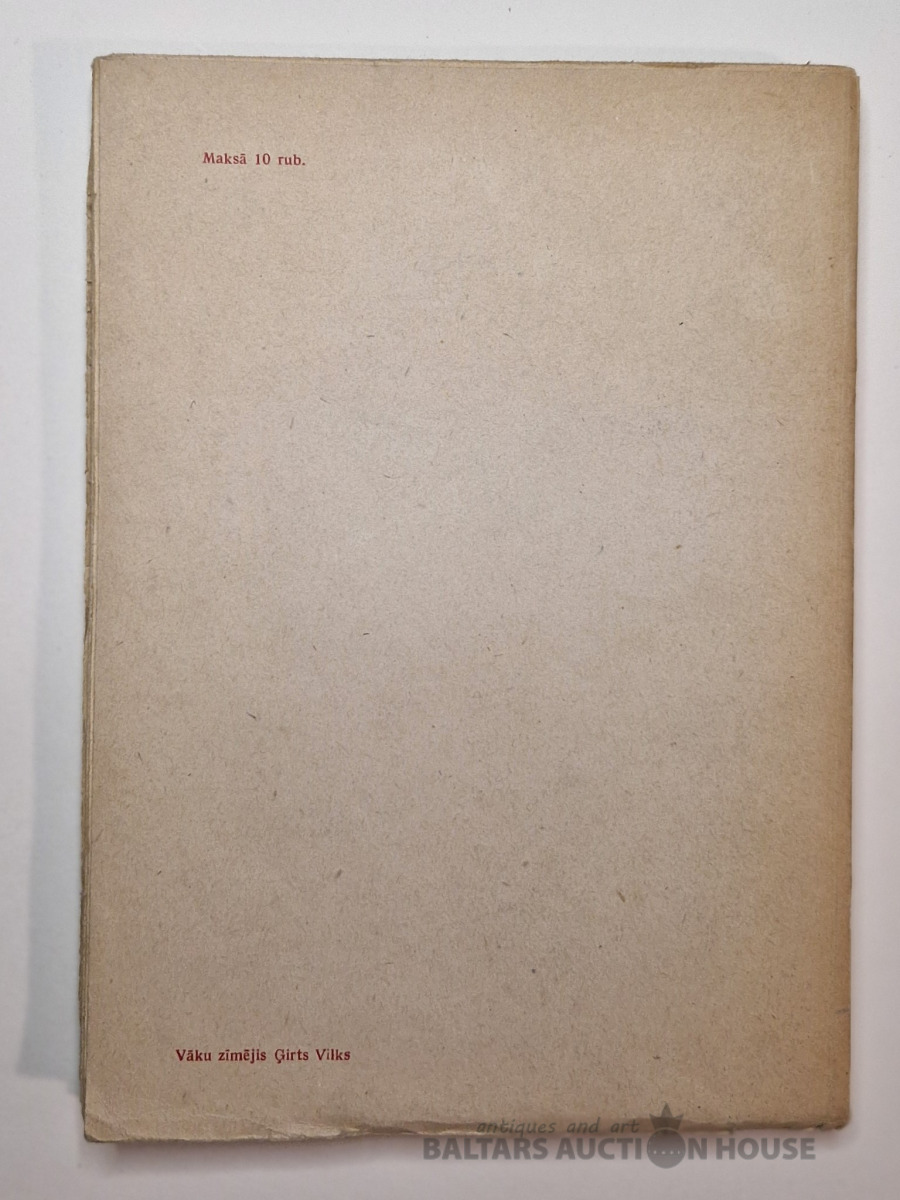 Maksā 10 rub.
Vāku zīmējis Ģirts Vilks
antiques and art
BALTARS AUCTION HOUSE